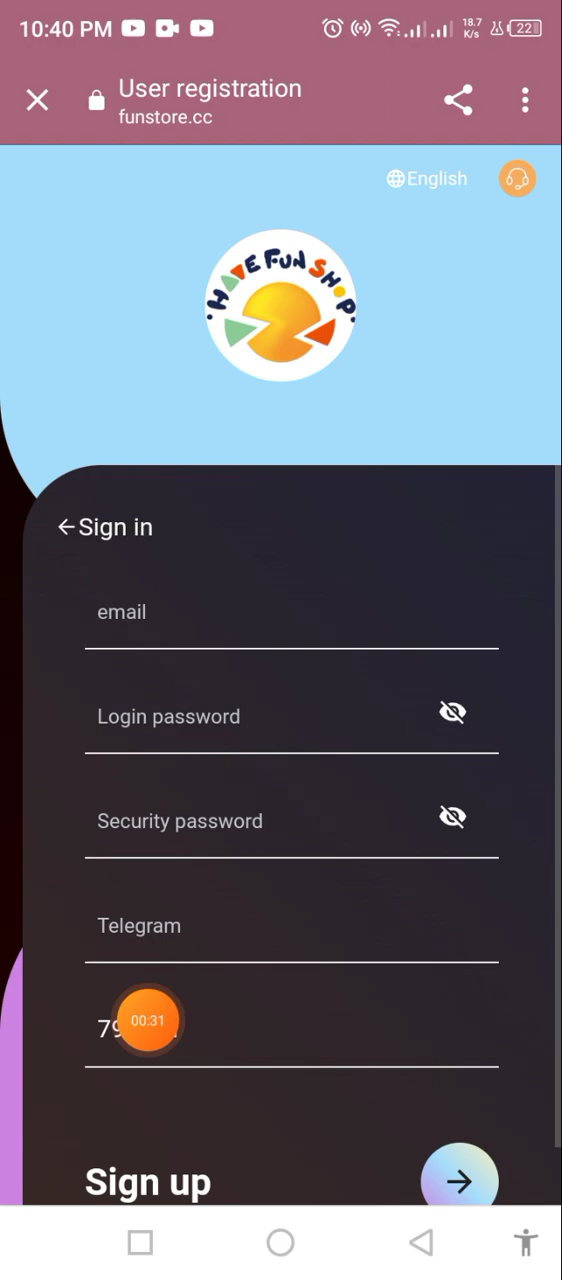 10:40 PM 18.7 K/s 22
User registration
funstore.cc
English
HAVE FUN SHOP
Sign in
email
Login password
Security password
Telegram
00:31
Sign up